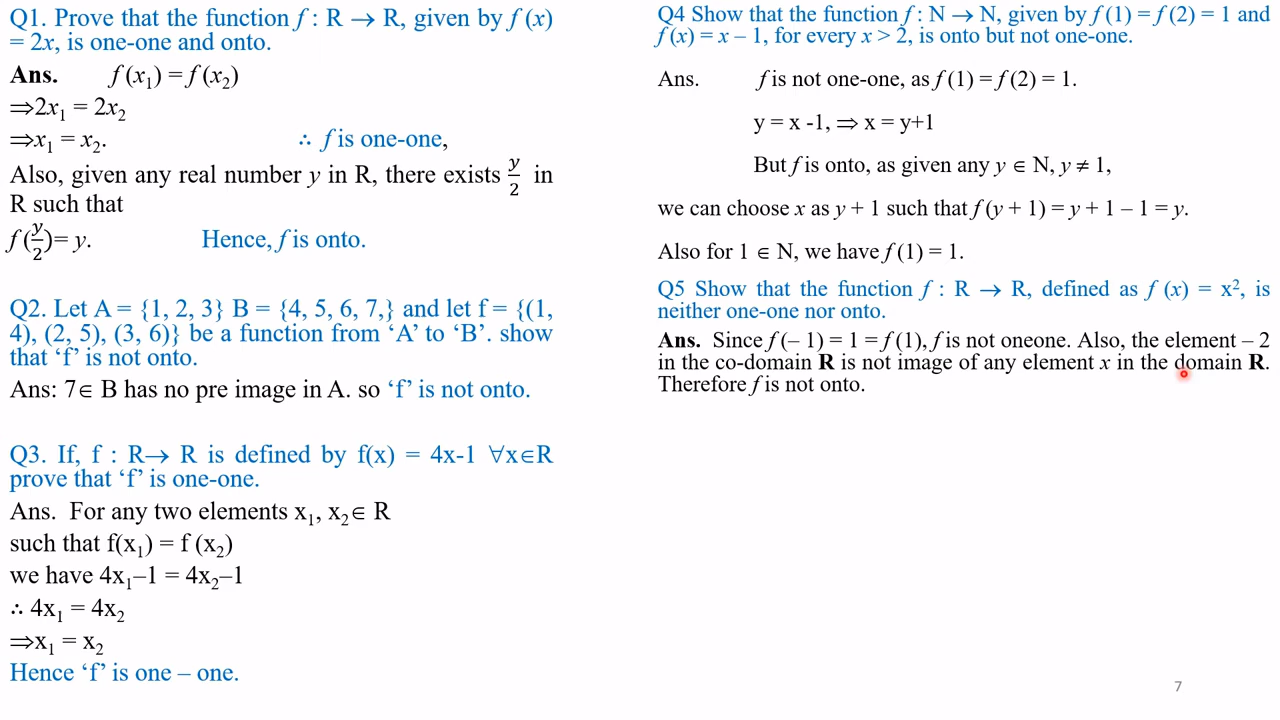 Q1. Prove that the function f : R → R, given by f (x)
= 2x, is one-one and onto.
Ans. f (x₁) = f (x₂)
⇒2x₁ = 2x₂
⇒x₁ = x₂. ∴ f is one-one,
Also, given any real number y in R, there exists y/2 in
R such that
f (y/2)= y. Hence, f is onto.
Q2. Let A = {1, 2, 3} B = {4, 5, 6, 7,} and let f = {(1,
4), (2, 5), (3, 6)} be a function from ‘A’ to ‘B’. show
that ‘f’ is not onto.
Ans: 7∈ B has no pre image in A. so ‘f’ is not onto.
Q3. If, f : R→ R is defined by f(x) = 4x-1 ∀x∈R
prove that ‘f’ is one-one.
Ans. For any two elements x₁, x₂∈ R
such that f(x₁) = f (x₂)
we have 4x₁–1 = 4x₂–1
∴ 4x₁ = 4x₂
⇒x₁ = x₂
Hence ‘f’ is one – one.
Q4 Show that the function f : N → N, given by f (1) = f (2) = 1 and
f (x) = x – 1, for every x > 2, is onto but not one-one.
Ans. f is not one-one, as f (1) = f (2) = 1.
y = x -1, ⇒ x = y+1
But f is onto, as given any y ∈ N, y ≠ 1,
we can choose x as y + 1 such that f (y + 1) = y + 1 – 1 = y.
Also for 1 ∈ N, we have f (1) = 1.
Q5 Show that the function f : R → R, defined as f (x) = x², is
neither one-one nor onto.
Ans. Since f (– 1) = 1 = f (1), f is not oneone. Also, the element – 2
in the co-domain R is not image of any element x in the domain R.
Therefore f is not onto.
7